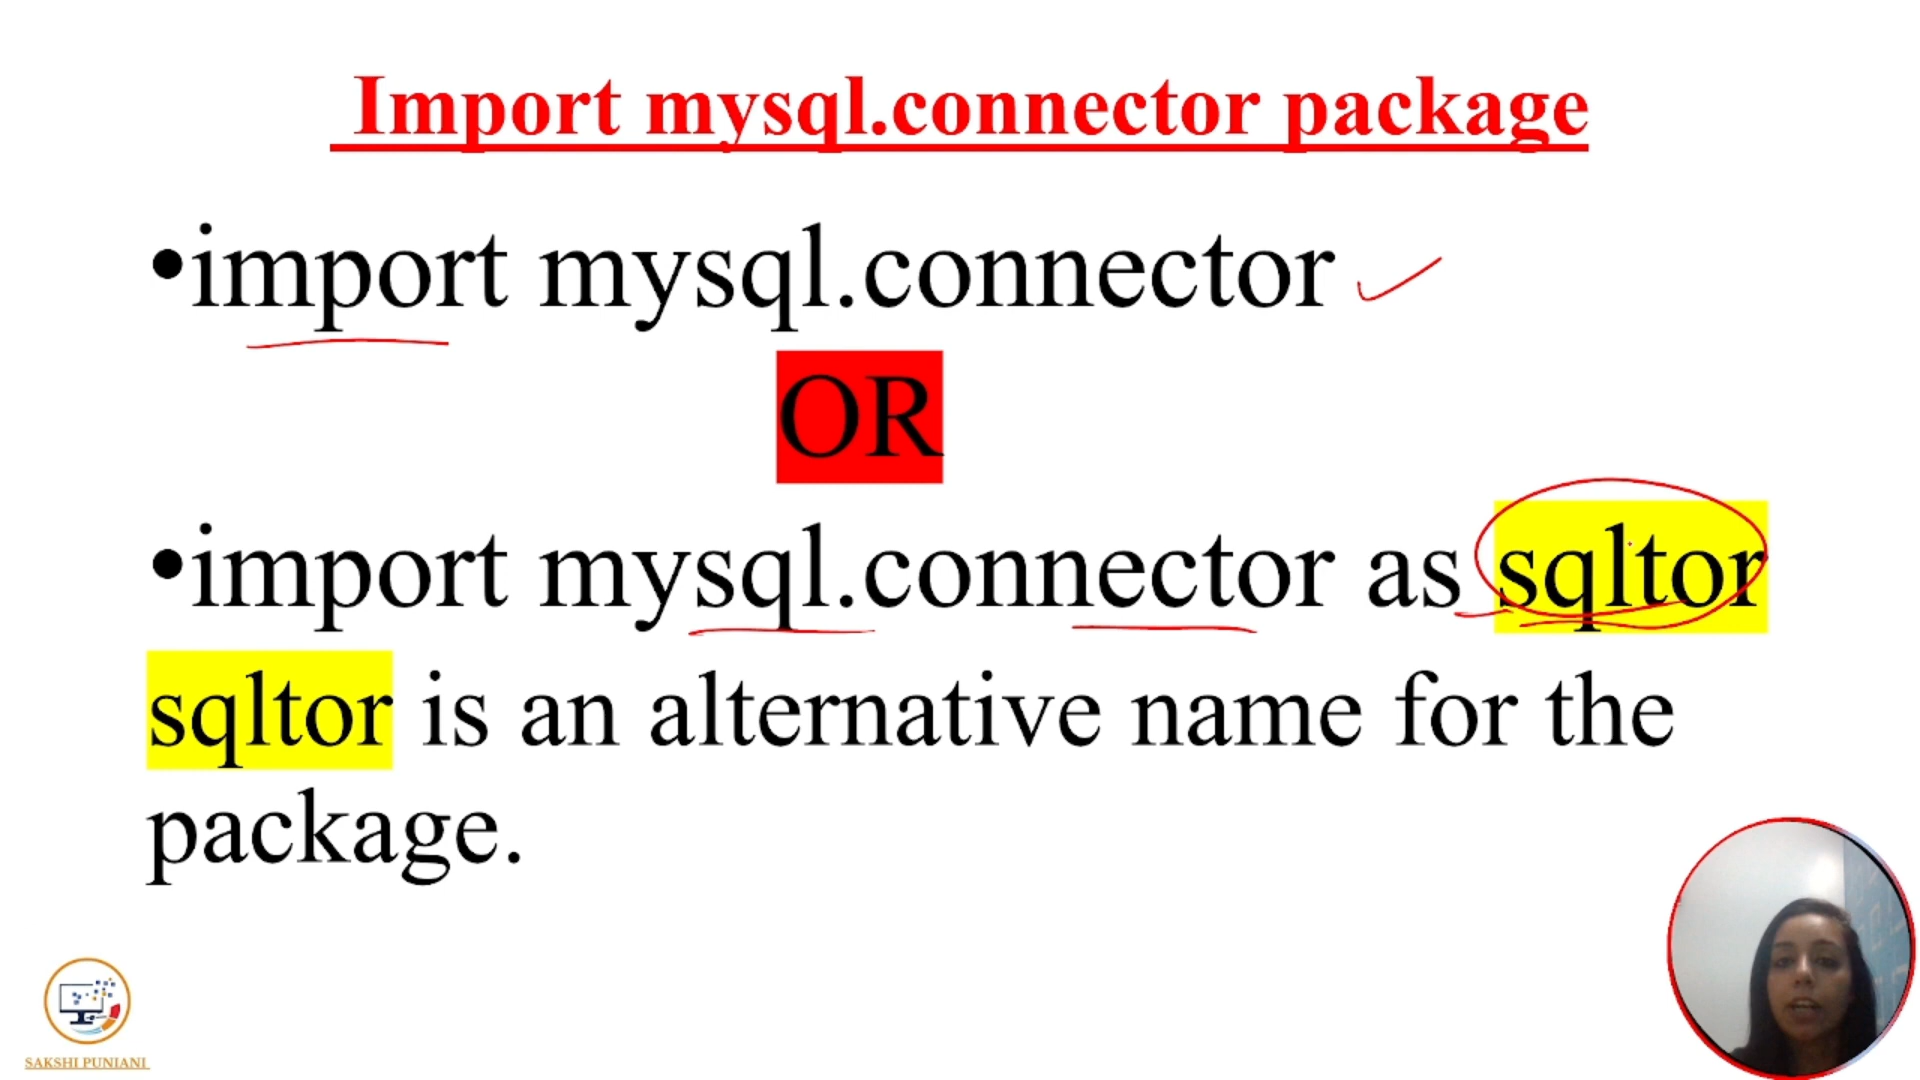 Import mysql.connector package
•import mysql.connector
OR
•import mysql.connector as sqltor
sqltor is an alternative name for the
package.
SAKSHI PUNIANI